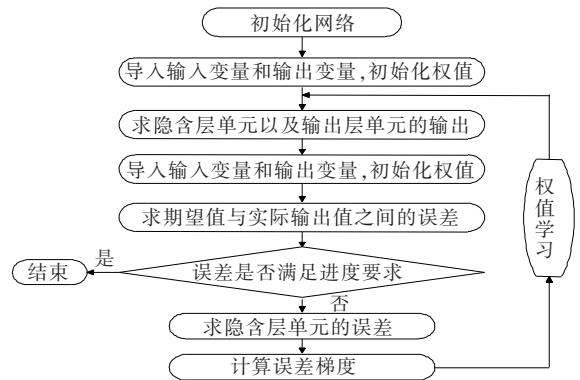 初始化网络
导入输入变量和输出变量,初始化权值
求隐含层单元以及输出层单元的输出
导入输入变量和输出变量,初始化权值
求期望值与实际输出值之间的误差
误差是否满足进度要求
是
结束
否
求隐含层单元的误差
计算误差梯度
权值学习